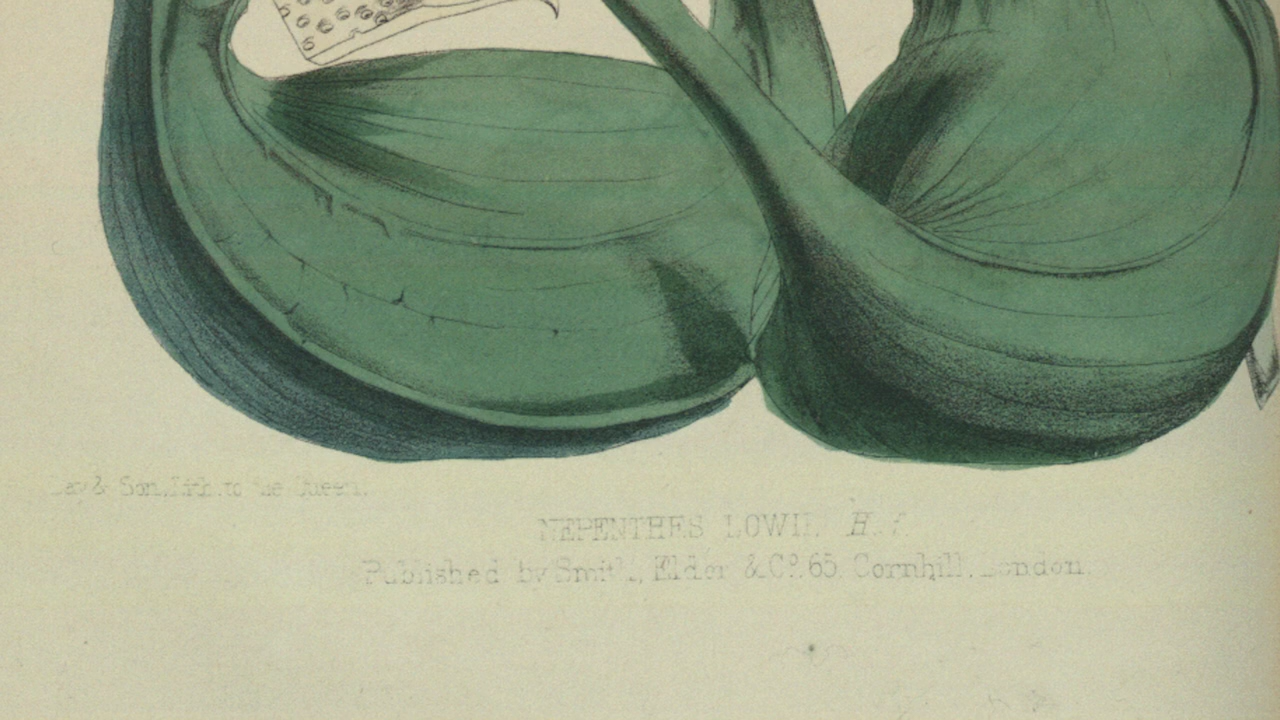 Day & Son, Lith. to the Queen.
NEPENTHES LOWII. H. f.
Published by Smith, Elder & Cº. 65. Cornhill. London.